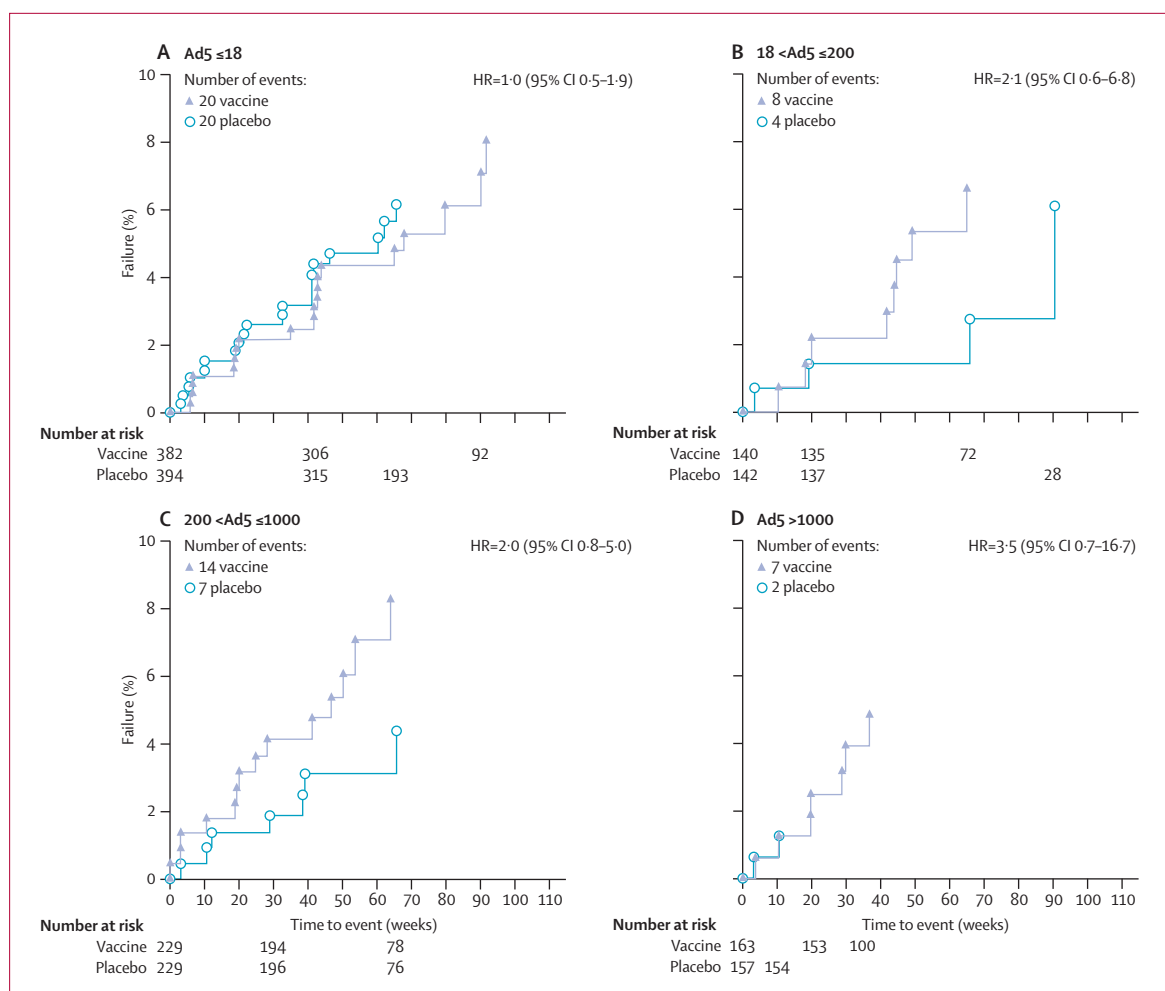 A Ad5 ≤18
Number of events:
20 vaccine
20 placebo
HR=1·0 (95% CI 0·5–1·9)
Failure (%)
10
8
6
4
2
0
Number at risk
Vaccine 382 306 92
Placebo 394 315 193
B 18 <Ad5 ≤200
Number of events:
8 vaccine
4 placebo
HR=2·1 (95% CI 0·6–6·8)
Number at risk
Vaccine 140 135 72
Placebo 142 137 28
C 200 <Ad5 ≤1000
Number of events:
14 vaccine
7 placebo
HR=2·0 (95% CI 0·8–5·0)
Failure (%)
10
8
6
4
2
0
0 10 20 30 40 50 60 70 80 90 100 110
Time to event (weeks)
Number at risk
Vaccine 229 194 78
Placebo 229 196 76
D Ad5 >1000
Number of events:
7 vaccine
2 placebo
HR=3·5 (95% CI 0·7–16·7)
0 10 20 30 40 50 60 70 80 90 100 110
Time to event (weeks)
Number at risk
Vaccine 163 153 100
Placebo 157 154